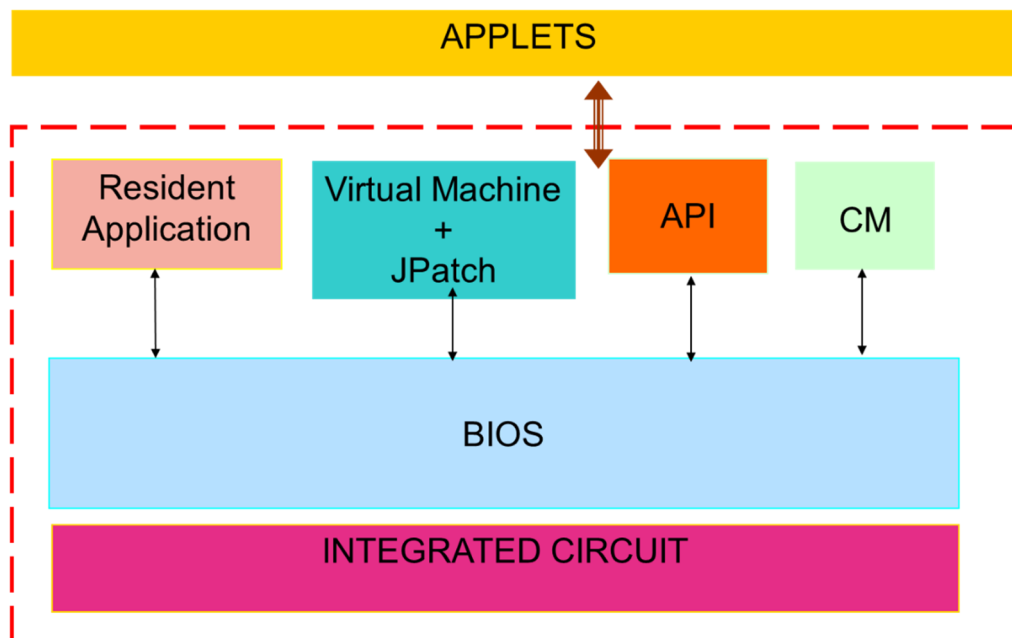 APPLETS
Resident
Application
Virtual Machine
+
JPatch
API
CM
BIOS
INTEGRATED CIRCUIT